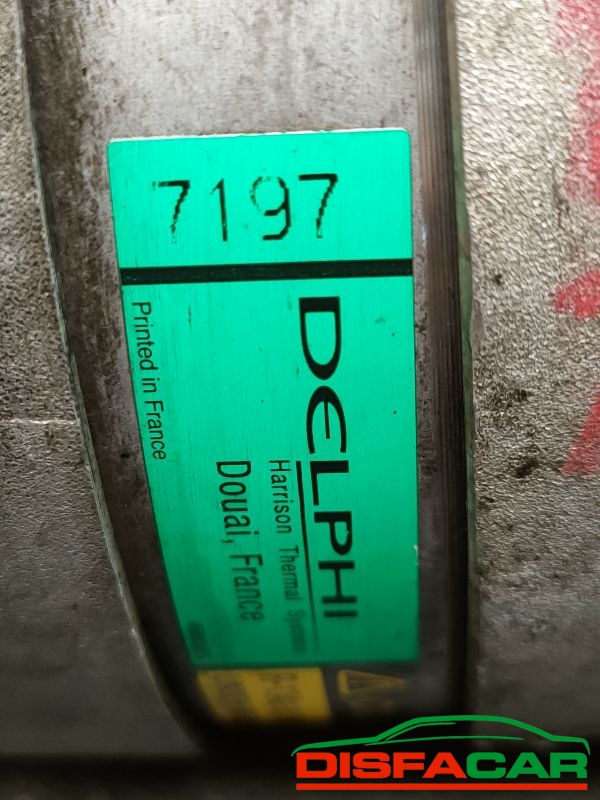 7197
DELPHI
Harrison Thermal Systems
Douai, France
Printed in France
DISFACAR